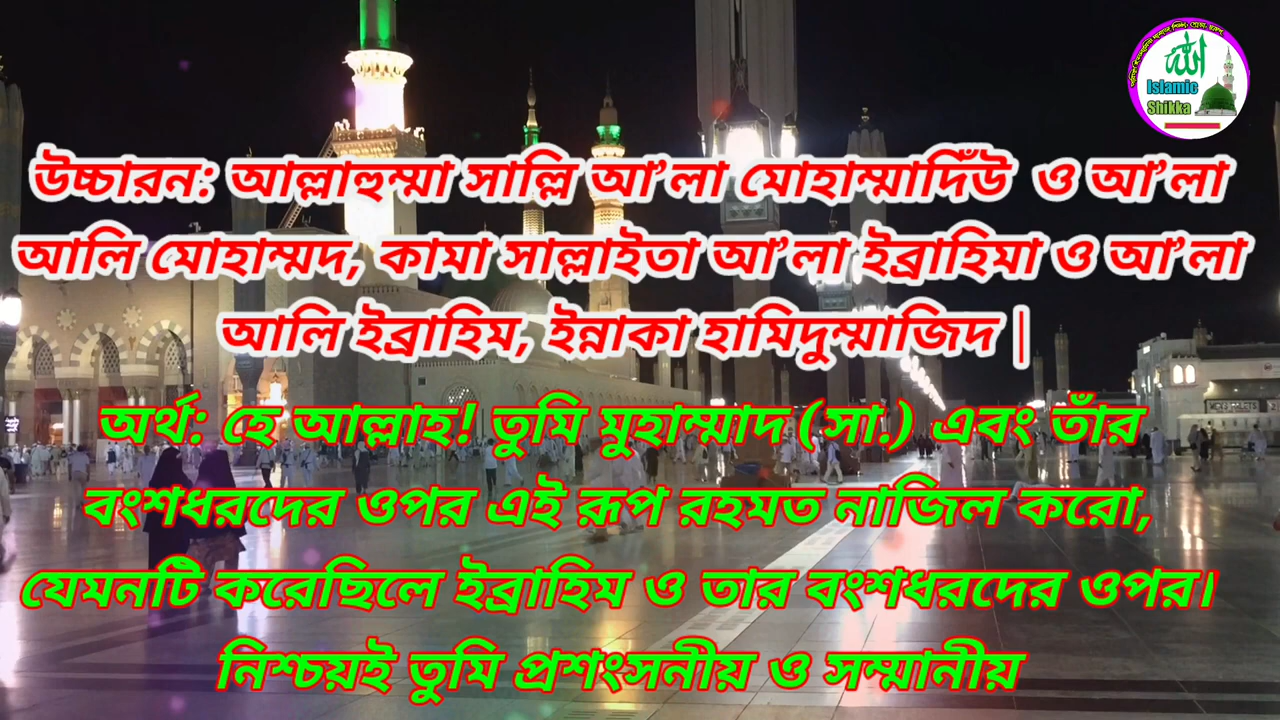 الله
Islamic
Shikka
উচ্চারন: আল্লাহুম্মা সাল্লি আ’লা মোহাম্মাদিঁউ ও আ’লা
আলি মোহাম্মদ, কামা সাল্লাইতা আ’লা ইব্রাহিমা ও আ’লা
আলি ইব্রাহিম, ইন্নাকা হামিদুম্মাজিদ |
অর্থ: হে আল্লাহ! তুমি মুহাম্মাদ (সা.) এবং তাঁর
বংশধরদের ওপর এই রূপ রহমত নাজিল করো,
যেমনটি করেছিলে ইব্রাহিম ও তার বংশধরদের ওপর।
নিশ্চয়ই তুমি প্রশংসনীয় ও সম্মানীয়